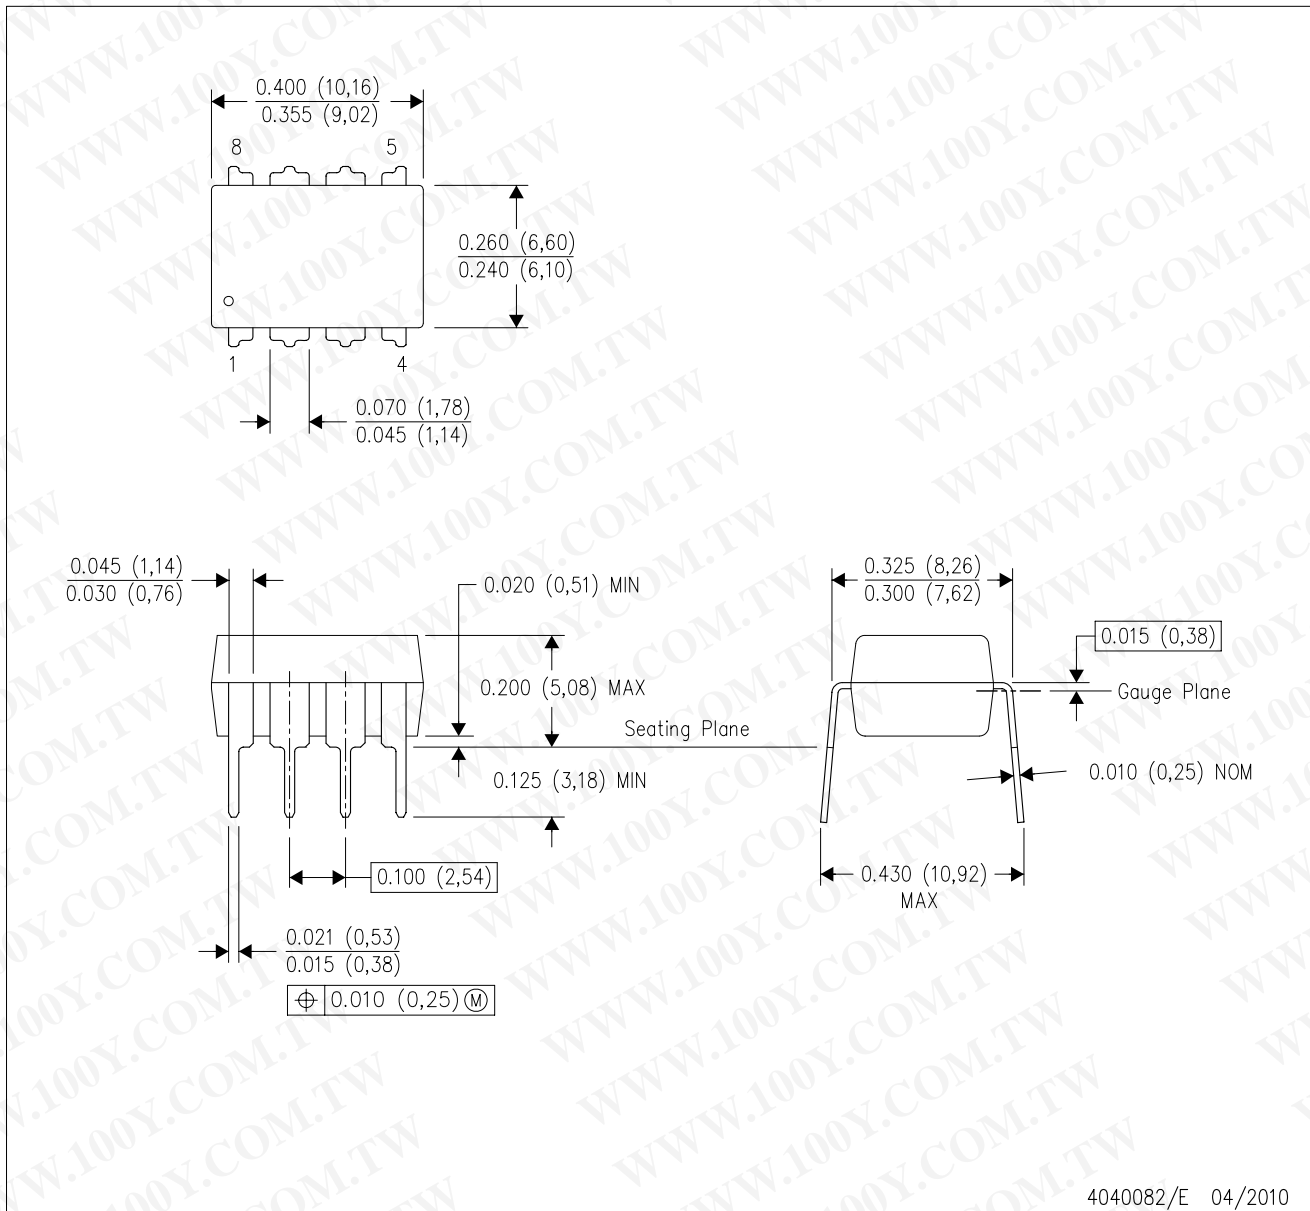 0.400 (10,16)
0.355 (9,02)
8
5
0.260 (6,60)
0.240 (6,10)
1
4
0.070 (1,78)
0.045 (1,14)
0.045 (1,14)
0.030 (0,76)
0.020 (0,51) MIN
0.325 (8,26)
0.300 (7,62)
0.015 (0,38)
0.200 (5,08) MAX
Gauge Plane
Seating Plane
0.125 (3,18) MIN
0.010 (0,25) NOM
0.100 (2,54)
0.430 (10,92)
MAX
0.021 (0,53)
0.015 (0,38)
⌖ 0.010 (0,25) Ⓜ
4040082/E 04/2010
WWW.100Y.COM.TW